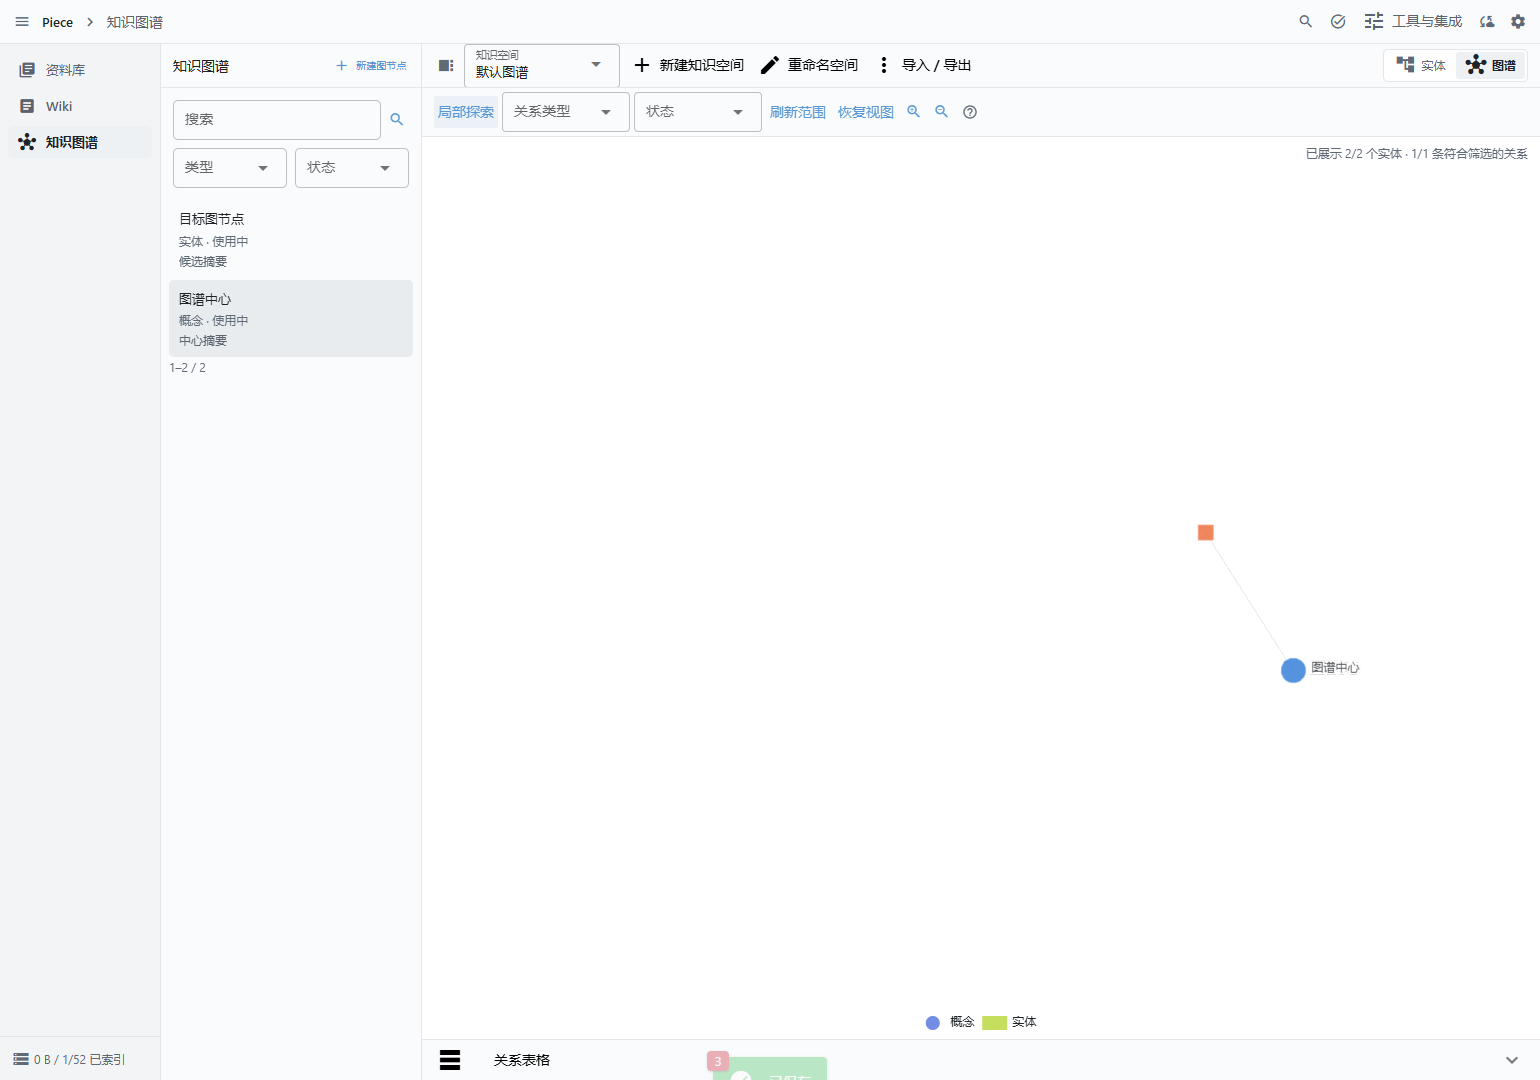 Piece
知识图谱
工具与集成
资料库
Wiki
知识图谱
0 B / 1/52 已索引
知识图谱
新建图节点
搜索
类型
状态
目标图节点
实体 · 使用中
候选摘要
图谱中心
概念 · 使用中
中心摘要
1–2 / 2
知识空间
默认图谱
新建知识空间
重命名空间
导入 / 导出
实体
图谱
局部探索
关系类型
状态
刷新范围
恢复视图
已展示 2/2 个实体 · 1/1 条符合筛选的关系
图谱中心
概念
实体
关系表格
3